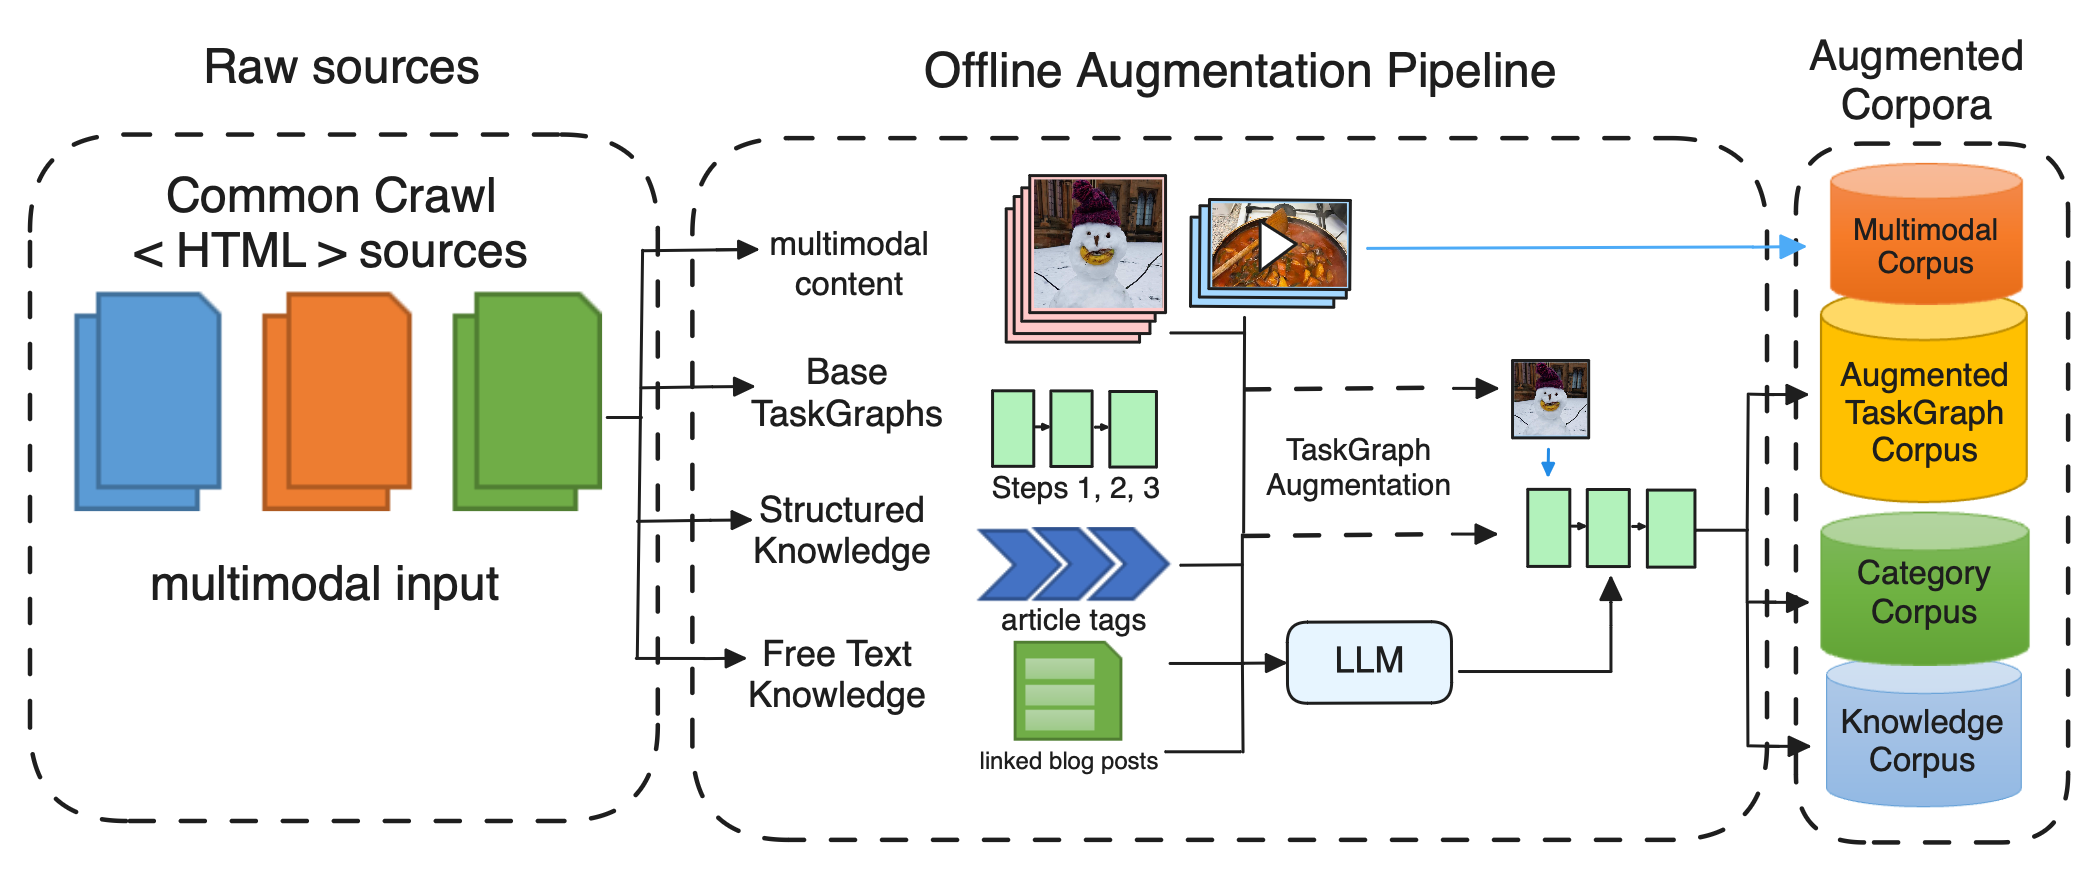 Raw sources
Offline Augmentation Pipeline
Augmented
Corpora
Common Crawl
< HTML > sources
multimodal input
multimodal
content
Base
TaskGraphs
Structured
Knowledge
Free Text
Knowledge
Steps 1, 2, 3
article tags
linked blog posts
TaskGraph
Augmentation
LLM
Multimodal
Corpus
Augmented
TaskGraph
Corpus
Category
Corpus
Knowledge
Corpus